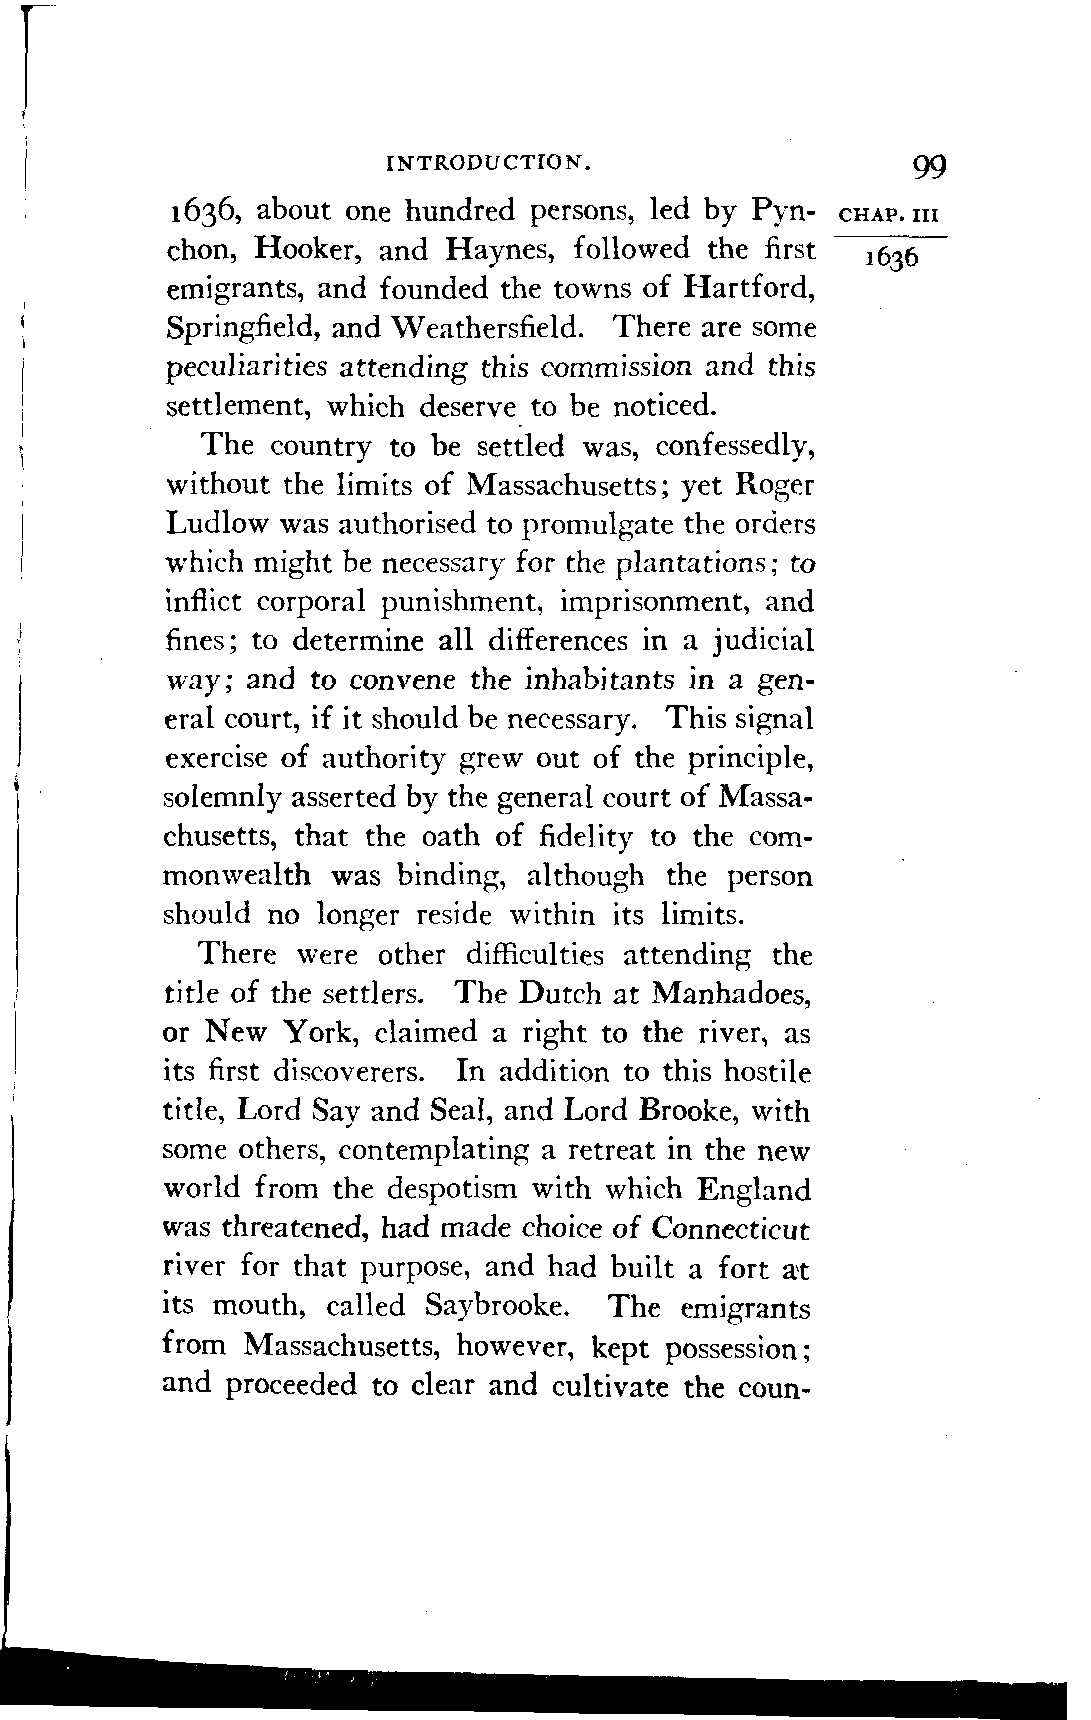 INTRODUCTION. 99
1636, about one hundred persons, led by Pyn- CHAP. III
chon, Hooker, and Haynes, followed the first 1636
emigrants, and founded the towns of Hartford,
Springfield, and Weathersfield. There are some
peculiarities attending this commission and this
settlement, which deserve to be noticed.
The country to be settled was, confessedly,
without the limits of Massachusetts; yet Roger
Ludlow was authorised to promulgate the orders
which might be necessary for the plantations; to
inflict corporal punishment, imprisonment, and
fines; to determine all differences in a judicial
way; and to convene the inhabitants in a gen-
eral court, if it should be necessary. This signal
exercise of authority grew out of the principle,
solemnly asserted by the general court of Massa-
chusetts, that the oath of fidelity to the com-
monwealth was binding, although the person
should no longer reside within its limits.
There were other difficulties attending the
title of the settlers. The Dutch at Manhadoes,
or New York, claimed a right to the river, as
its first discoverers. In addition to this hostile
title, Lord Say and Seal, and Lord Brooke, with
some others, contemplating a retreat in the new
world from the despotism with which England
was threatened, had made choice of Connecticut
river for that purpose, and had built a fort at
its mouth, called Saybrooke. The emigrants
from Massachusetts, however, kept possession;
and proceeded to clear and cultivate the coun-